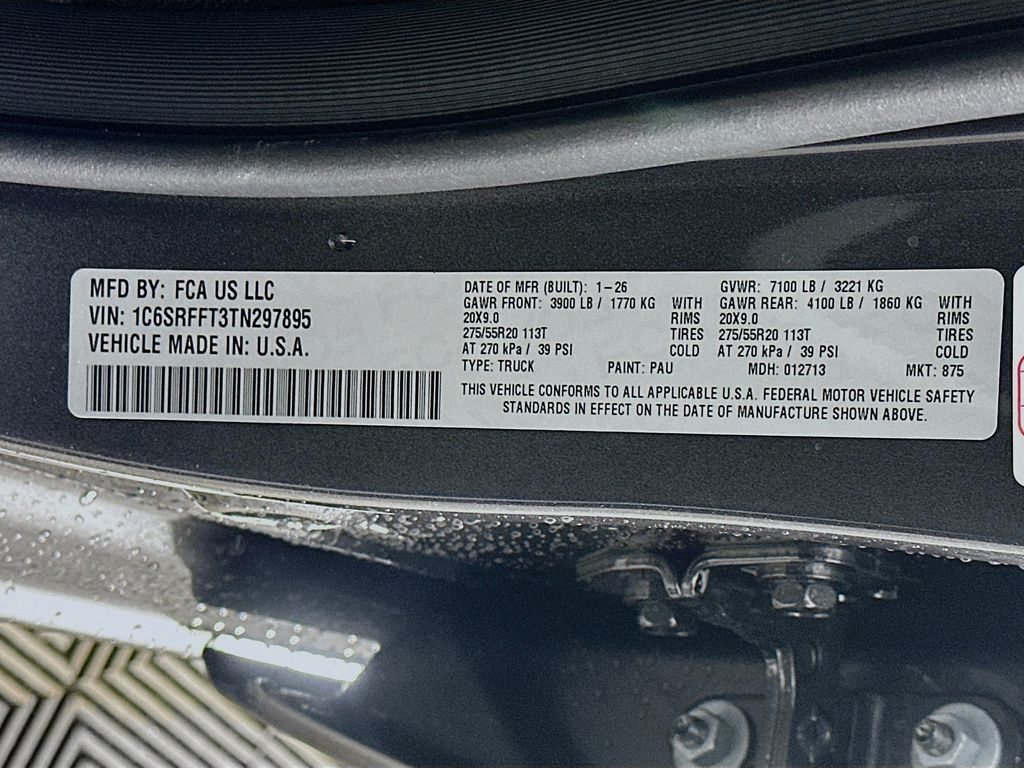 MFD BY: FCA US LLC
VIN: 1C6SRFFT3TN297895
VEHICLE MADE IN: U.S.A.
DATE OF MFR (BUILT): 1-26 GVWR: 7100 LB / 3221 KG
GAWR FRONT: 3900 LB / 1770 KG WITH GAWR REAR: 4100 LB / 1860 KG WITH
20X9.0 RIMS 20X9.0 RIMS
275/55R20 113T TIRES 275/55R20 113T TIRES
AT 270 kPa / 39 PSI COLD AT 270 kPa / 39 PSI COLD
TYPE: TRUCK PAINT: PAU MDH: 012713 MKT: 875
THIS VEHICLE CONFORMS TO ALL APPLICABLE U.S.A. FEDERAL MOTOR VEHICLE SAFETY
STANDARDS IN EFFECT ON THE DATE OF MANUFACTURE SHOWN ABOVE.